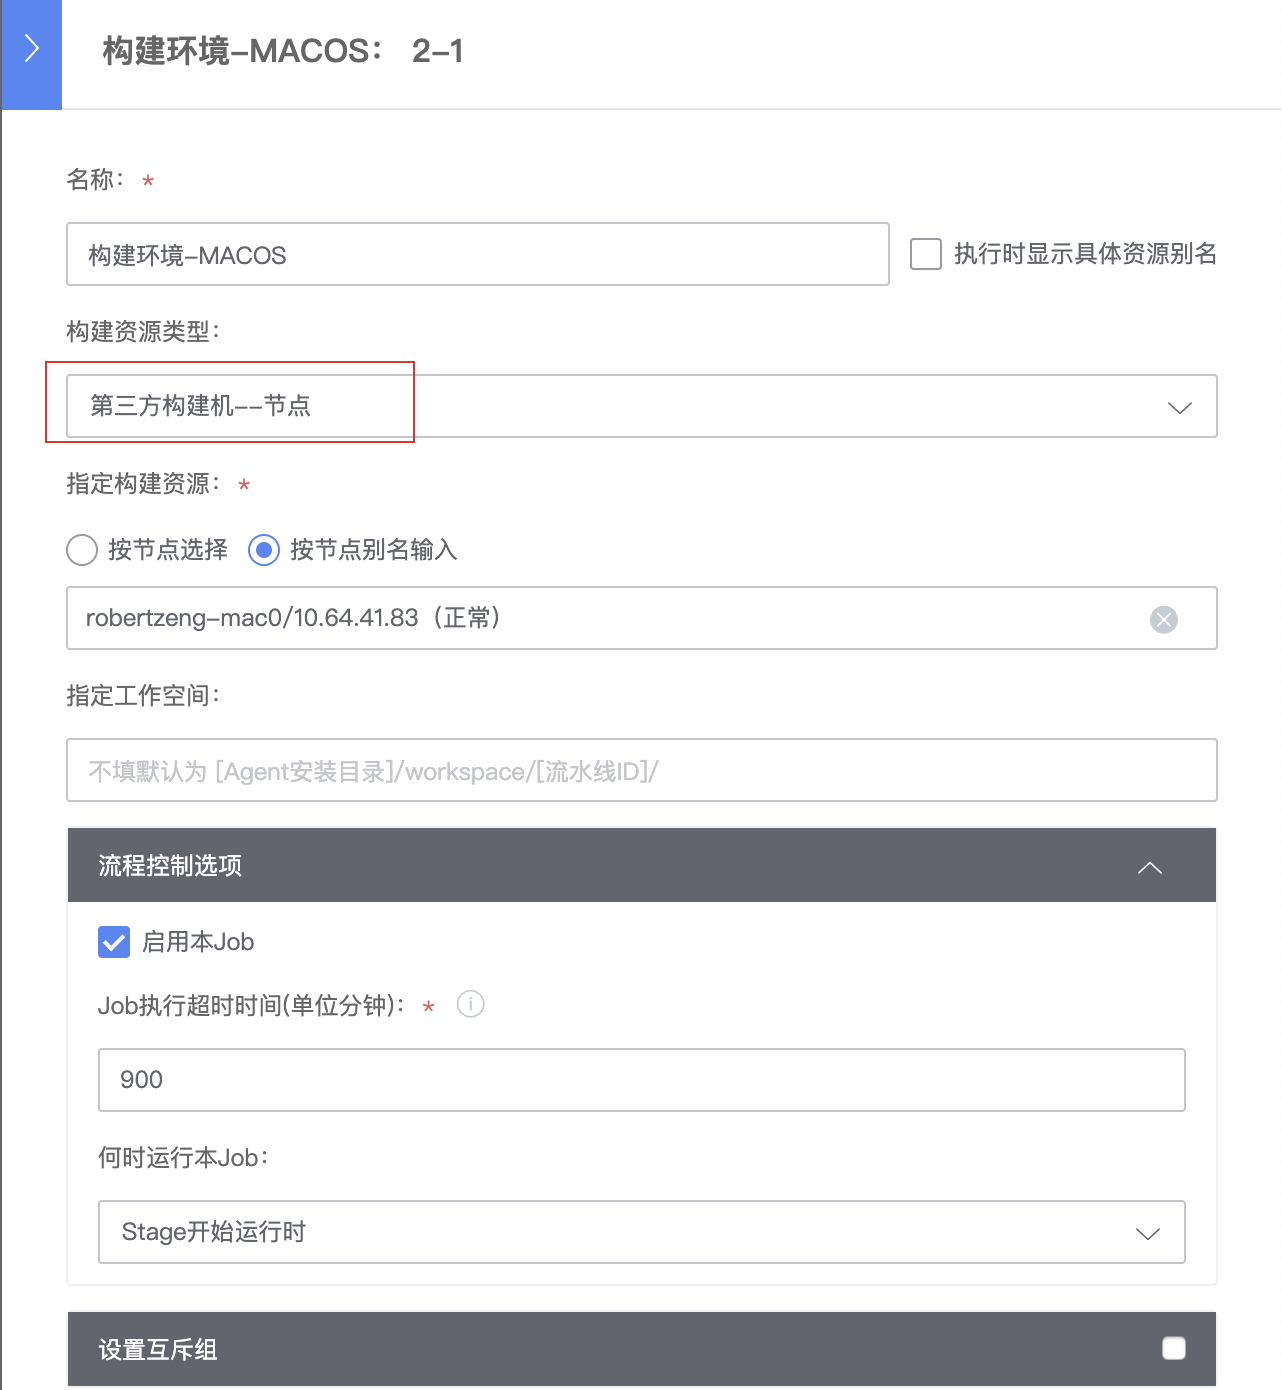 构建环境-MACOS： 2-1
名称： *
构建环境-MACOS
执行时显示具体资源别名
构建资源类型：
第三方构建机--节点
指定构建资源： *
按节点选择 按节点别名输入
robertzeng-mac0/10.64.41.83（正常）
指定工作空间：
不填默认为 [Agent安装目录]/workspace/[流水线ID]/
流程控制选项
启用本Job
Job执行超时时间(单位分钟)： *
900
何时运行本Job：
Stage开始运行时
设置互斥组